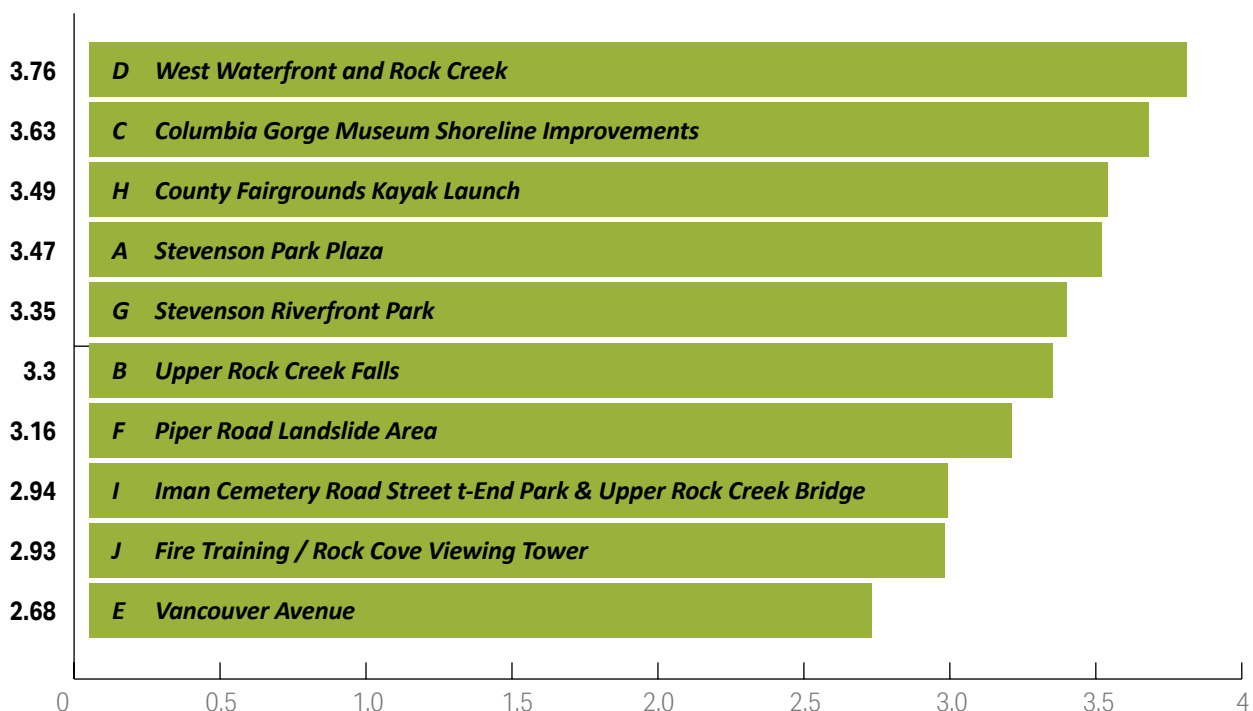 3.76 D West Waterfront and Rock Creek
3.63 C Columbia Gorge Museum Shoreline Improvements
3.49 H County Fairgrounds Kayak Launch
3.47 A Stevenson Park Plaza
3.35 G Stevenson Riverfront Park
3.3 B Upper Rock Creek Falls
3.16 F Piper Road Landslide Area
2.94 I Iman Cemetery Road Street t-End Park & Upper Rock Creek Bridge
2.93 J Fire Training / Rock Cove Viewing Tower
2.68 E Vancouver Avenue
0 0.5 1.0 1.5 2.0 2.5 3.0 3.5 4